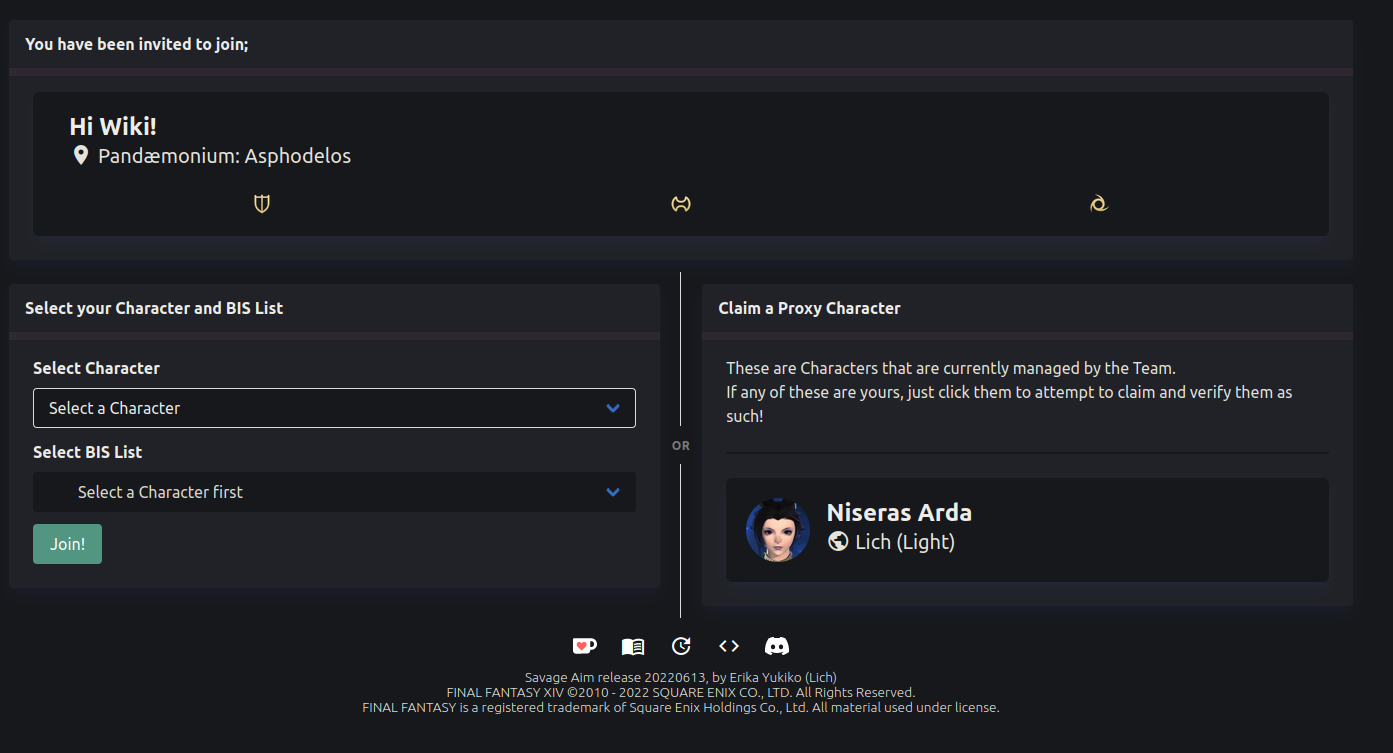 You have been invited to join;
Hi Wiki!
Pandæmonium: Asphodelos
Select your Character and BIS List
Select Character
Select a Character
Select BIS List
Select a Character first
Join!
OR
Claim a Proxy Character
These are Characters that are currently managed by the Team.
If any of these are yours, just click them to attempt to claim and verify them as
such!
Niseras Arda
Lich (Light)
Savage Aim release 20220613, by Erika Yukiko (Lich)
FINAL FANTASY XIV ©2010 - 2022 SQUARE ENIX CO., LTD. All Rights Reserved.
FINAL FANTASY is a registered trademark of Square Enix Holdings Co., Ltd. All material used under license.